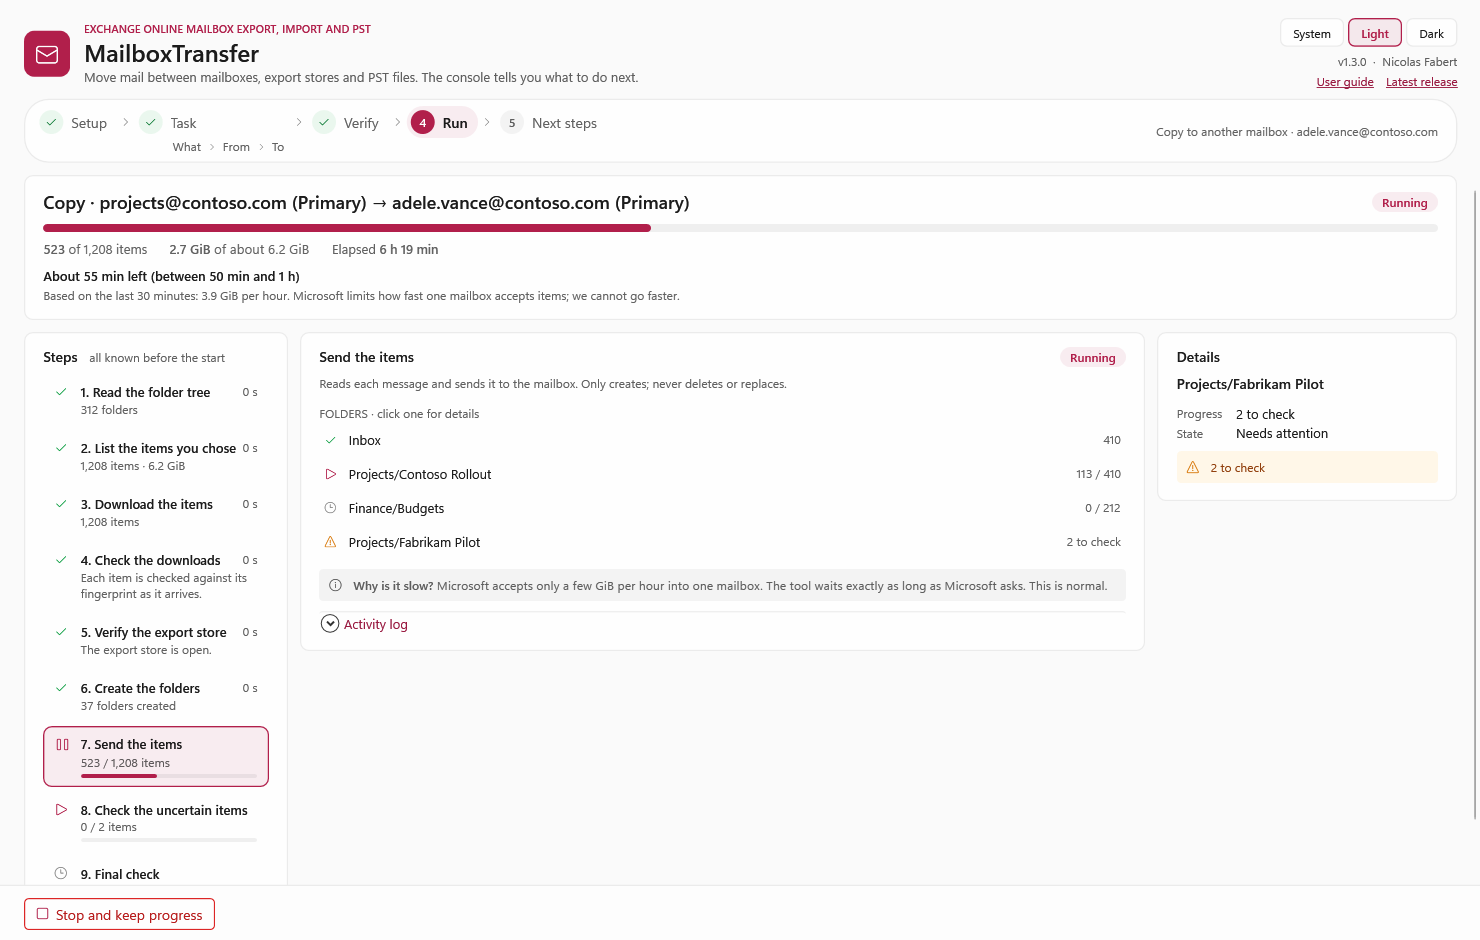 EXCHANGE ONLINE MAILBOX EXPORT, IMPORT AND PST
MailboxTransfer
Move mail between mailboxes, export stores and PST files. The console tells you what to do next.
System
Light
Dark
v1.3.0 · Nicolas Fabert
User guide
Latest release
Setup
Task
What
From
To
Verify
4
Run
5
Next steps
Copy to another mailbox · adele.vance@contoso.com
Copy · projects@contoso.com (Primary) → adele.vance@contoso.com (Primary)
Running
523 of 1,208 items
2.7 GiB of about 6.2 GiB
Elapsed 6 h 19 min
About 55 min left (between 50 min and 1 h)
Based on the last 30 minutes: 3.9 GiB per hour. Microsoft limits how fast one mailbox accepts items; we cannot go faster.
Steps
all known before the start
1. Read the folder tree
0 s
312 folders
2. List the items you chose
0 s
1,208 items · 6.2 GiB
3. Download the items
0 s
1,208 items
4. Check the downloads
0 s
Each item is checked against its
fingerprint as it arrives.
5. Verify the export store
0 s
The export store is open.
6. Create the folders
0 s
37 folders created
7. Send the items
523 / 1,208 items
8. Check the uncertain items
0 / 2 items
9. Final check
Send the items
Running
Reads each message and sends it to the mailbox. Only creates; never deletes or replaces.
FOLDERS · click one for details
Inbox
410
Projects/Contoso Rollout
113 / 410
Finance/Budgets
0 / 212
Projects/Fabrikam Pilot
2 to check
Why is it slow? Microsoft accepts only a few GiB per hour into one mailbox. The tool waits exactly as long as Microsoft asks. This is normal.
Activity log
Details
Projects/Fabrikam Pilot
Progress
2 to check
State
Needs attention
2 to check
Stop and keep progress